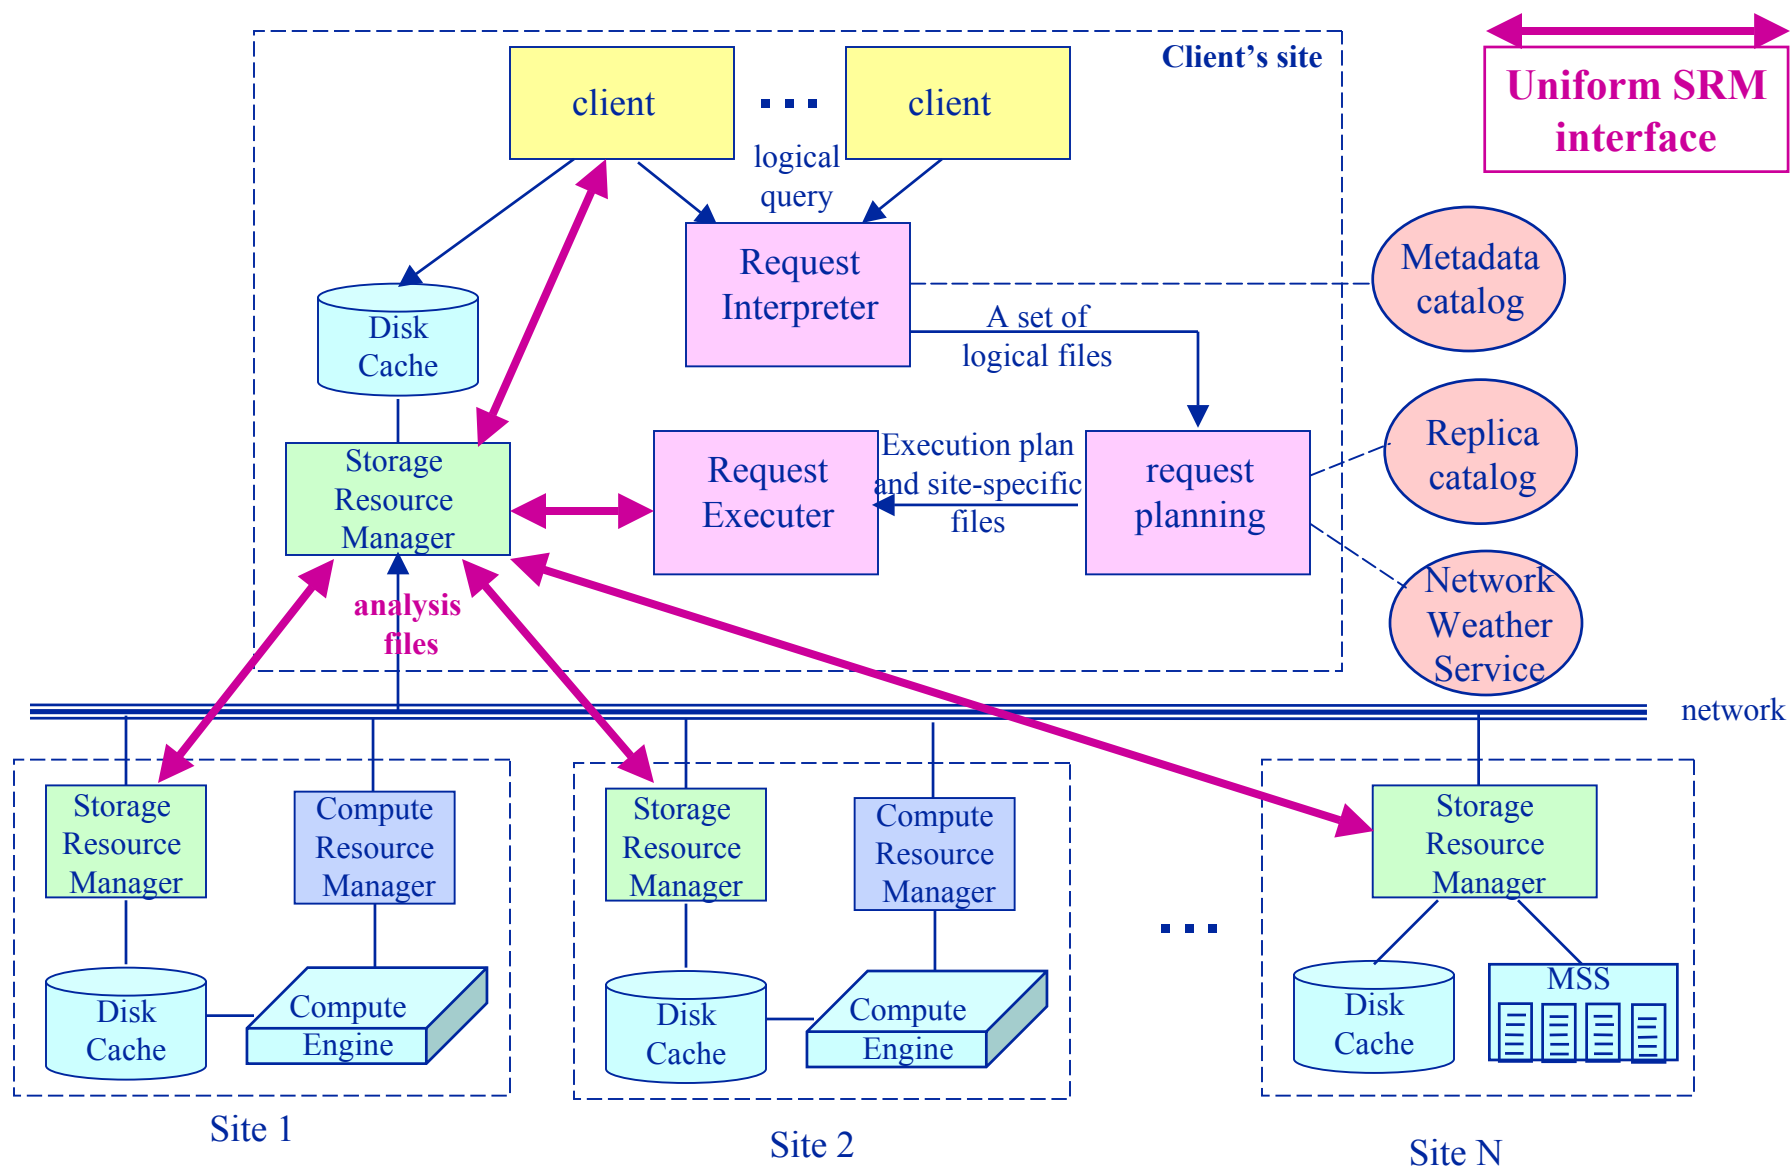 Client’s site
Uniform SRM
interface
client
client
logical
query
Request
Interpreter
Metadata
catalog
Disk
Cache
A set of
logical files
Storage
Resource
Manager
Request
Executer
Execution plan
and site-specific
files
request
planning
Replica
catalog
Network
Weather
Service
analysis
files
network
Storage
Resource
Manager
Compute
Resource
Manager
Storage
Resource
Manager
Compute
Resource
Manager
Storage
Resource
Manager
Disk
Cache
Compute
Engine
Disk
Cache
Compute
Engine
Disk
Cache
MSS
Site 1
Site 2
Site N